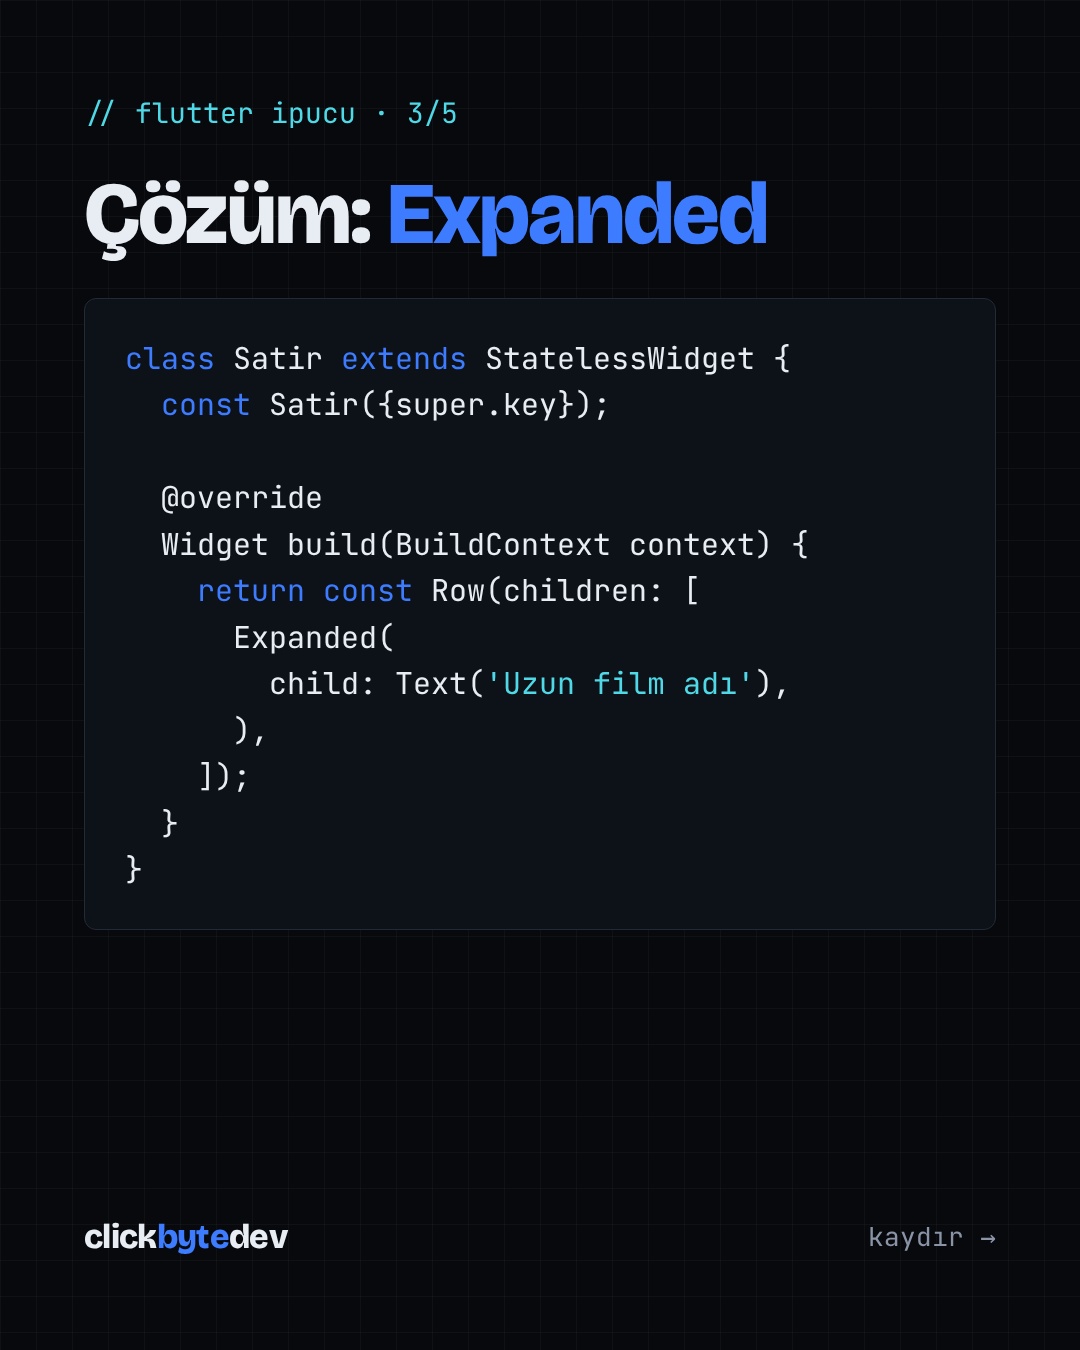 // flutter ipucu · 3/5
Çözüm: Expanded
class Satir extends StatelessWidget {
  const Satir({super.key});

  @override
  Widget build(BuildContext context) {
    return const Row(children: [
      Expanded(
        child: Text('Uzun film adı'),
      ),
    ]);
  }
}
clickbytedev
kaydır →